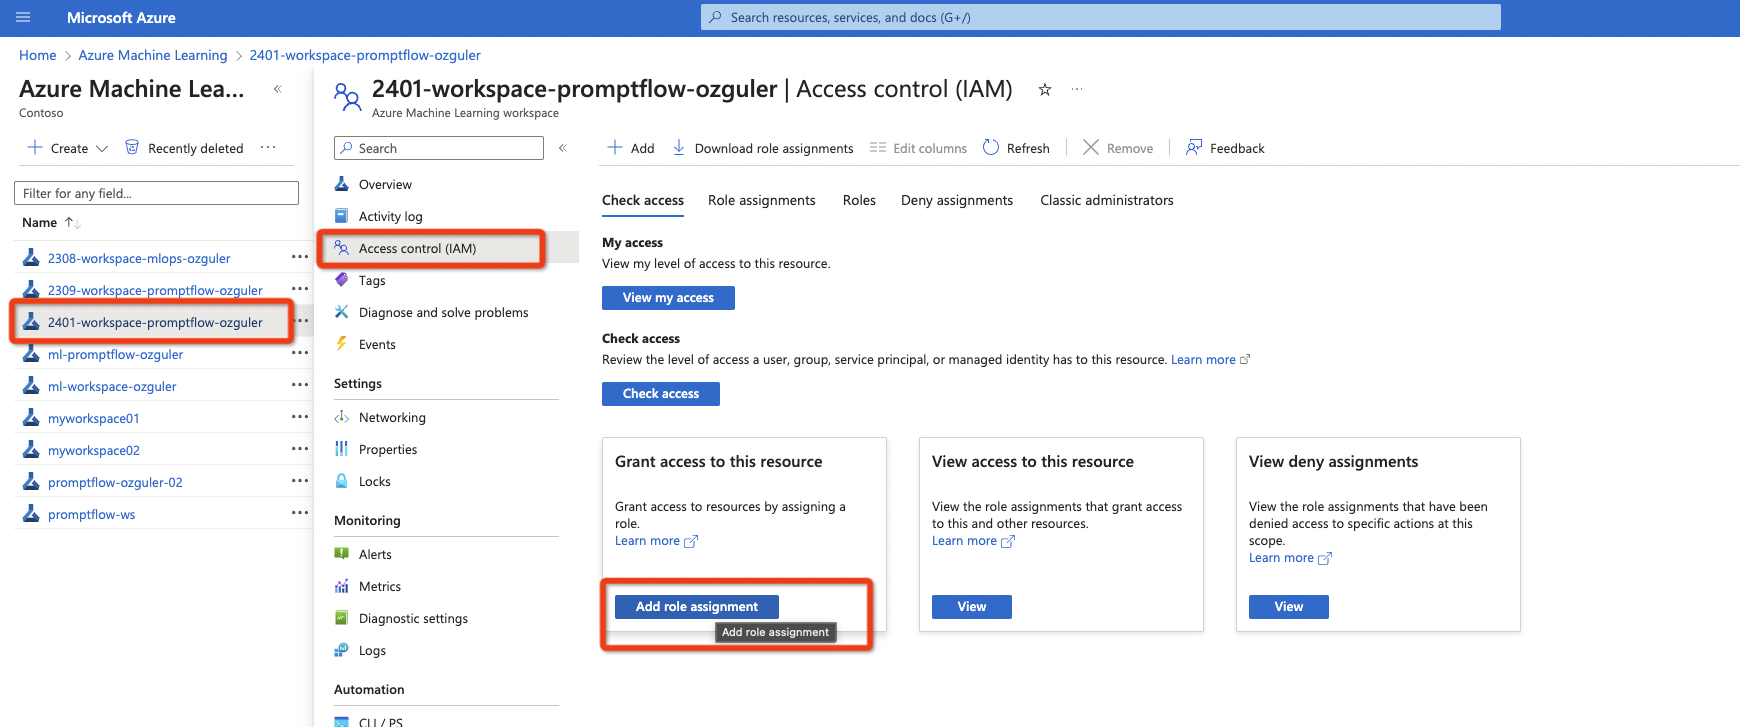 Microsoft Azure
Search resources, services, and docs (G+/)
Home > Azure Machine Learning > 2401-workspace-promptflow-ozguler
Azure Machine Lea...
Contoso
Create
Recently deleted
Filter for any field...
Name
2308-workspace-mlops-ozguler
2309-workspace-promptflow-ozguler
2401-workspace-promptflow-ozguler
ml-promptflow-ozguler
ml-workspace-ozguler
myworkspace01
myworkspace02
promptflow-ozguler-02
promptflow-ws
2401-workspace-promptflow-ozguler | Access control (IAM)
Azure Machine Learning workspace
Search
Overview
Activity log
Access control (IAM)
Tags
Diagnose and solve problems
Events
Settings
Networking
Properties
Locks
Monitoring
Alerts
Metrics
Diagnostic settings
Logs
Automation
CLI / PS
Add
Download role assignments
Edit columns
Refresh
Remove
Feedback
Check access
Role assignments
Roles
Deny assignments
Classic administrators
My access
View my level of access to this resource.
View my access
Check access
Review the level of access a user, group, service principal, or managed identity has to this resource. Learn more
Check access
Grant access to this resource
Grant access to resources by assigning a
role.
Learn more
Add role assignment
Add role assignment
View access to this resource
View the role assignments that grant access
to this and other resources.
Learn more
View
View deny assignments
View the role assignments that have been
denied access to specific actions at this
scope.
Learn more
View